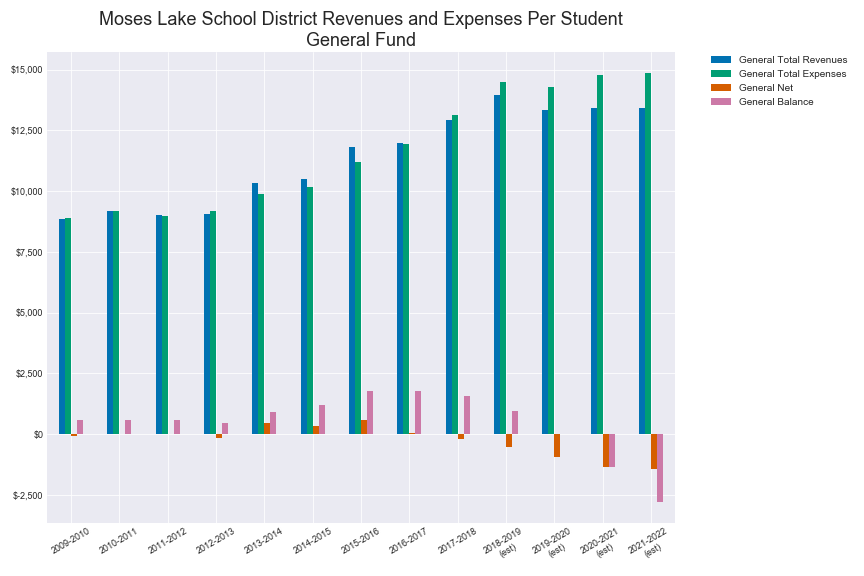 Moses Lake School District Revenues and Expenses Per Student
General Fund
General Total Revenues
General Total Expenses
General Net
General Balance
$15,000
$12,500
$10,000
$7,500
$5,000
$2,500
$0
$-2,500
2009-2010
2010-2011
2011-2012
2012-2013
2013-2014
2014-2015
2015-2016
2016-2017
2017-2018
2018-2019
(est)
2019-2020
(est)
2020-2021
(est)
2021-2022
(est)